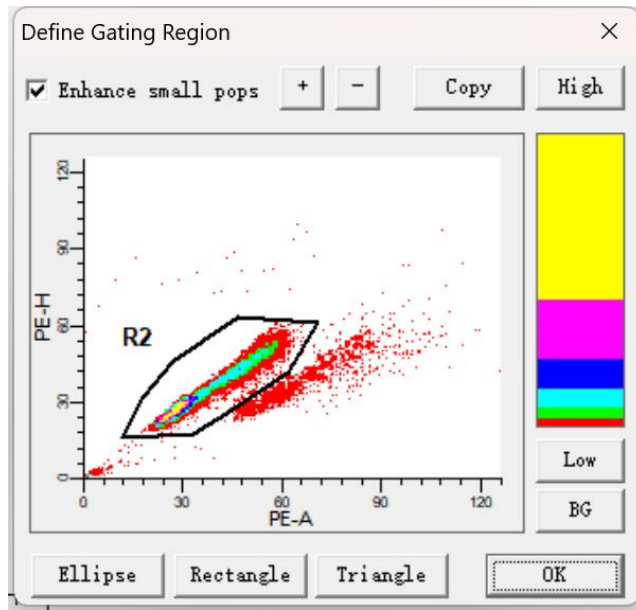 Define Gating Region
Enhance small pops + − Copy High
120
90
60
30
0
PE-H
R2
0 30 60 90 120
PE-A
Low
BG
Ellipse Rectangle Triangle OK